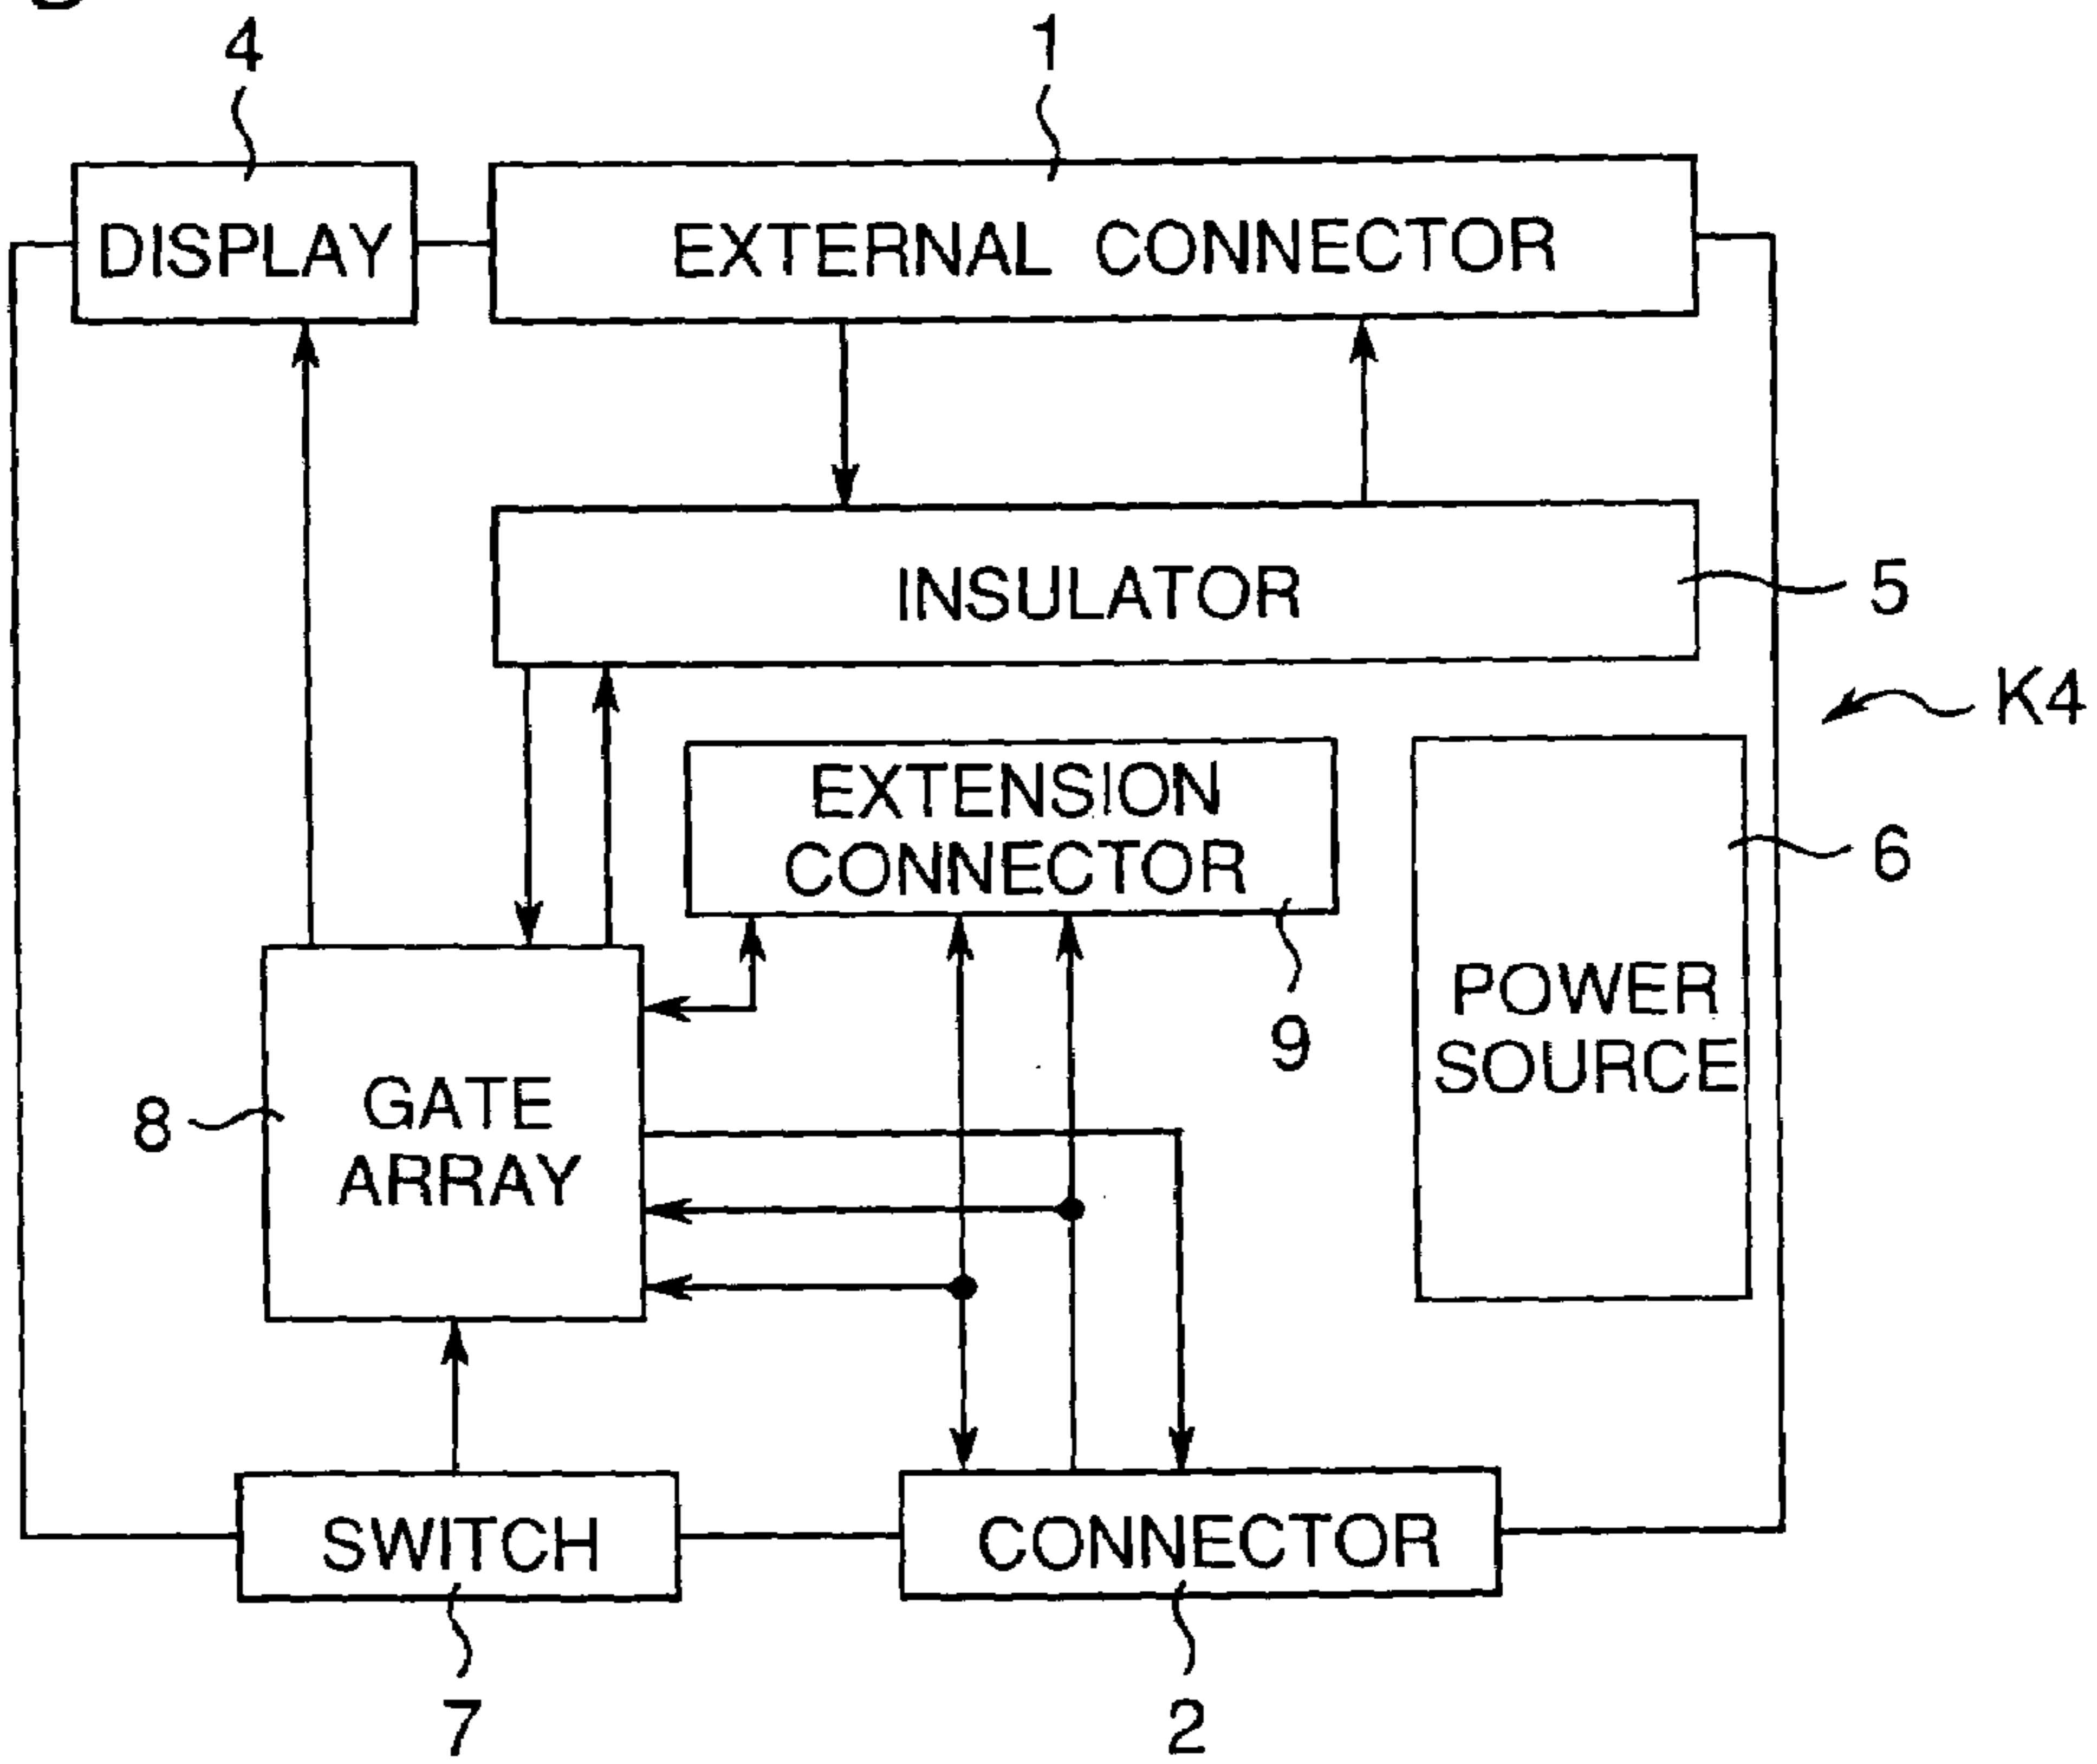 4
1
DISPLAY
EXTERNAL CONNECTOR
INSULATOR
5
K4
EXTENSION
CONNECTOR
6
POWER
SOURCE
9
GATE
ARRAY
8
SWITCH
CONNECTOR
7
2